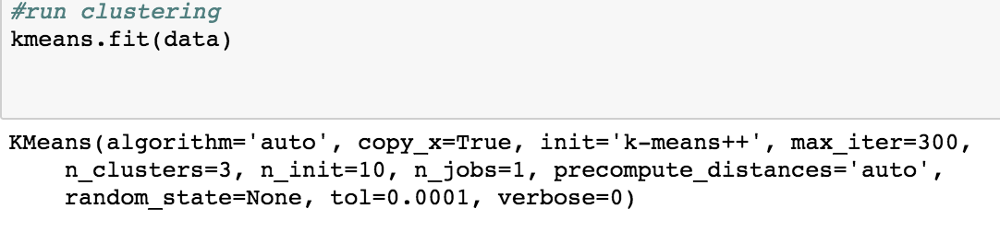 #run clustering
kmeans.fit(data)
KMeans(algorithm='auto', copy_x=True, init='k-means++', max_iter=300,
    n_clusters=3, n_init=10, n_jobs=1, precompute_distances='auto',
    random_state=None, tol=0.0001, verbose=0)